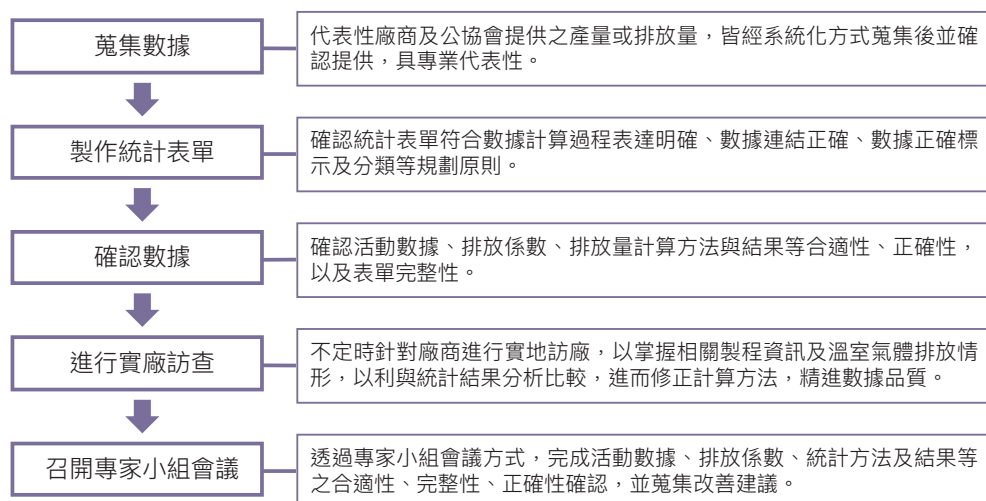 蒐集數據
代表性廠商及公協會提供之產量或排放量，皆經系統化方式蒐集後並確
認提供，具專業代表性。
製作統計表單
確認統計表單符合數據計算過程表達明確、數據連結正確、數據正確標
示及分類等規劃原則。
確認數據
確認活動數據、排放係數、排放量計算方法與結果等合適性、正確性，
以及表單完整性。
進行實廠訪查
不定時針對廠商進行實地訪廠，以掌握相關製程資訊及溫室氣體排放情
形，以利與統計結果分析比較，進而修正計算方法，精進數據品質。
召開專家小組會議
透過專家小組會議方式，完成活動數據、排放係數、統計方法及結果等
之合適性、完整性、正確性確認，並蒐集改善建議。